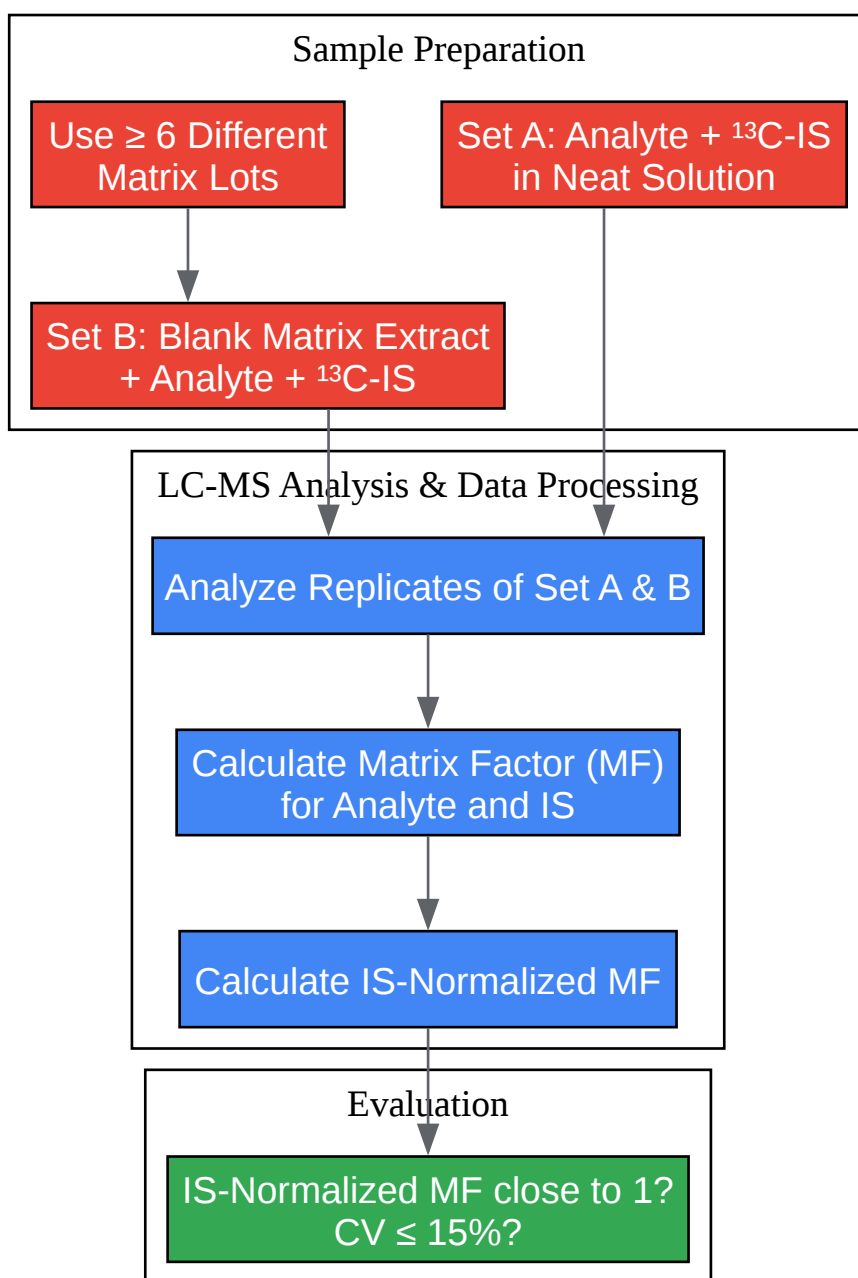 Sample Preparation
Use ≥ 6 Different
Matrix Lots
Set A: Analyte + ¹³C-IS
in Neat Solution
Set B: Blank Matrix Extract
+ Analyte + ¹³C-IS
LC-MS Analysis & Data Processing
Analyze Replicates of Set A & B
Calculate Matrix Factor (MF)
for Analyte and IS
Calculate IS-Normalized MF
Evaluation
IS-Normalized MF close to 1?
CV ≤ 15%?